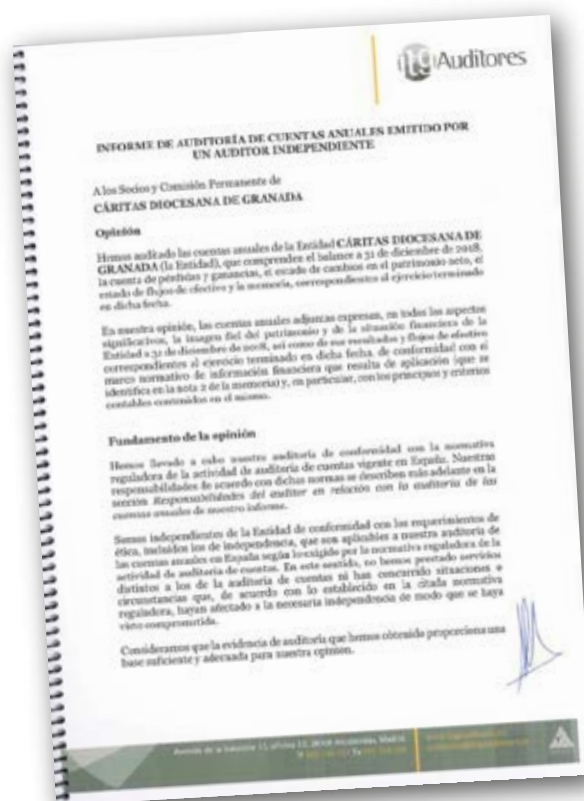 Auditores
INFORME DE AUDITORÍA DE CUENTAS ANUALES EMITIDO POR
UN AUDITOR INDEPENDIENTE
A los Socios y Comisión Permanente de
CÁRITAS DIOCESANA DE GRANADA
Opinión
Hemos auditado las cuentas anuales de la Entidad CÁRITAS DIOCESANA DE
GRANADA (la Entidad), que comprenden el balance a 31 de diciembre de 2018,
la cuenta de pérdidas y ganancias, el estado de cambios en el patrimonio neto, el
estado de flujos de efectivo y la memoria, correspondientes al ejercicio terminado
en dicha fecha.
En nuestra opinión, las cuentas anuales adjuntas expresan, en todos los aspectos
significativos, la imagen fiel del patrimonio y de la situación financiera de la
Entidad a 31 de diciembre de 2018, así como de sus resultados y flujos de efectivo
correspondientes al ejercicio terminado en dicha fecha, de conformidad con el
marco normativo de información financiera que resulta de aplicación (que se
identifica en la nota 2 de la memoria) y, en particular, con los principios y criterios
contables contenidos en el mismo.
Fundamento de la opinión
Hemos llevado a cabo nuestra auditoría de conformidad con la normativa
reguladora de la actividad de auditoría de cuentas vigente en España. Nuestras
responsabilidades de acuerdo con dichas normas se describen más adelante en la
sección Responsabilidades del auditor en relación con la auditoría de las
cuentas anuales de nuestro informe.
Somos independientes de la Entidad de conformidad con los requerimientos de
ética, incluidos los de independencia, que son aplicables a nuestra auditoría de
las cuentas anuales en España según lo exigido por la normativa reguladora de la
actividad de auditoría de cuentas. En este sentido, no hemos prestado servicios
distintos a los de la auditoría de cuentas ni han concurrido situaciones o
circunstancias que, de acuerdo con lo establecido en la citada normativa
reguladora, hayan afectado a la necesaria independencia de modo que se haya
visto comprometida.
Consideramos que la evidencia de auditoría que hemos obtenido proporciona una
base suficiente y adecuada para nuestra opinión.